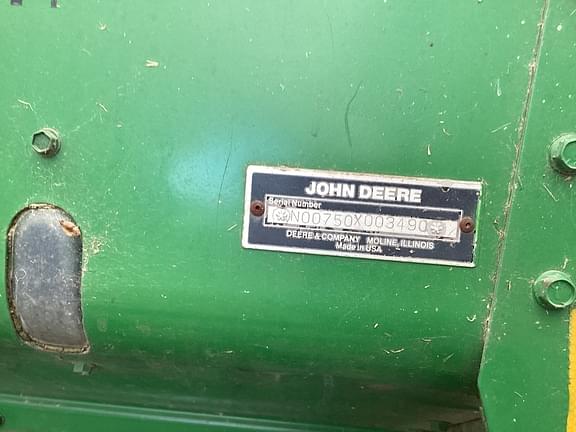 JOHN DEERE
Serial Number
N00750X003490
DEERE & COMPANY MOLINE, ILLINOIS
Made in USA